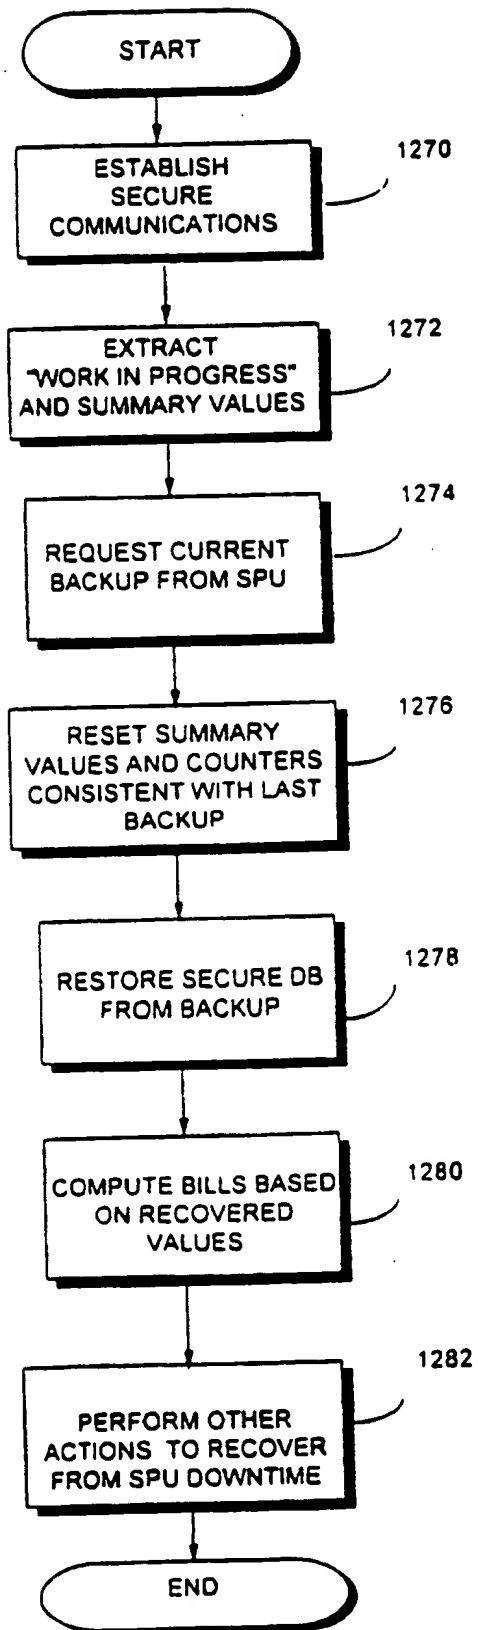 START
1270
ESTABLISH
SECURE
COMMUNICATIONS
1272
EXTRACT
"WORK IN PROGRESS"
AND SUMMARY VALUES
1274
REQUEST CURRENT
BACKUP FROM SPU
1276
RESET SUMMARY
VALUES AND COUNTERS
CONSISTENT WITH LAST
BACKUP
1278
RESTORE SECURE DB
FROM BACKUP
1280
COMPUTE BILLS BASED
ON RECOVERED
VALUES
1282
PERFORM OTHER
ACTIONS TO RECOVER
FROM SPU DOWNTIME
END